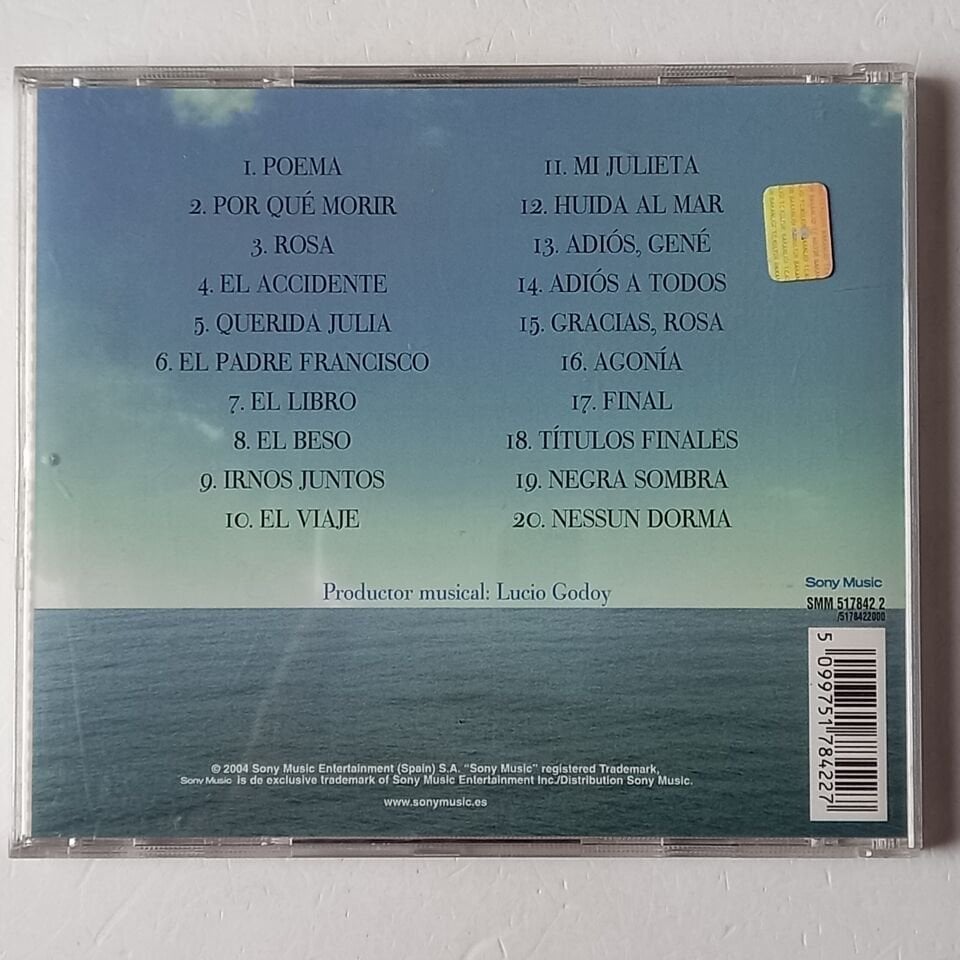 1. POEMA
2. POR QUÉ MORIR
3. ROSA
4. EL ACCIDENTE
5. QUERIDA JULIA
6. EL PADRE FRANCISCO
7. EL LIBRO
8. EL BESO
9. IRNOS JUNTOS
10. EL VIAJE
11. MI JULIETA
12. HUIDA AL MAR
13. ADIÓS, GENÉ
14. ADIÓS A TODOS
15. GRACIAS, ROSA
16. AGONÍA
17. FINAL
18. TÍTULOS FINALES
19. NEGRA SOMBRA
20. NESSUN DORMA
Productor musical: Lucio Godoy
Sony Music
SMM 517842 2
/5178422000
5 099751 784227
© 2004 Sony Music Entertainment (Spain) S.A. "Sony Music" registered Trademark,
Sony Music is de exclusive trademark of Sony Music Entertainment Inc./Distribution Sony Music.
www.sonymusic.es